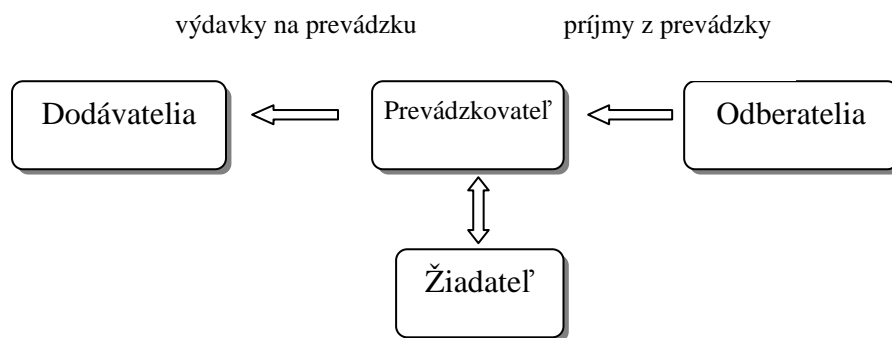 výdavky na prevádzku príjmy z prevádzky
Dodávatelia Prevádzkovateľ Odberatelia
Žiadateľ